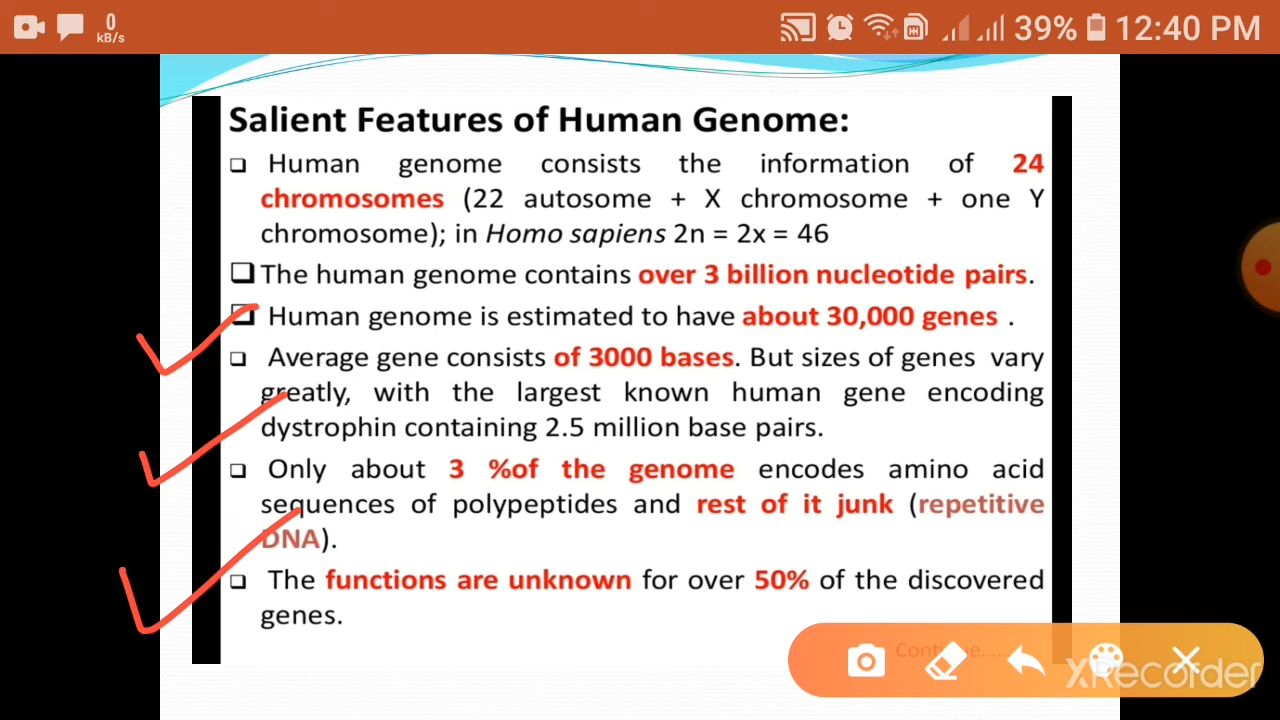 0
kB/s
39% 12:40 PM
Salient Features of Human Genome:
Human genome consists the information of 24
chromosomes (22 autosome + X chromosome + one Y
chromosome); in Homo sapiens 2n = 2x = 46
The human genome contains over 3 billion nucleotide pairs.
Human genome is estimated to have about 30,000 genes .
Average gene consists of 3000 bases. But sizes of genes vary
greatly, with the largest known human gene encoding
dystrophin containing 2.5 million base pairs.
Only about 3 %of the genome encodes amino acid
sequences of polypeptides and rest of it junk (repetitive
DNA).
The functions are unknown for over 50% of the discovered
genes.
XRecorder